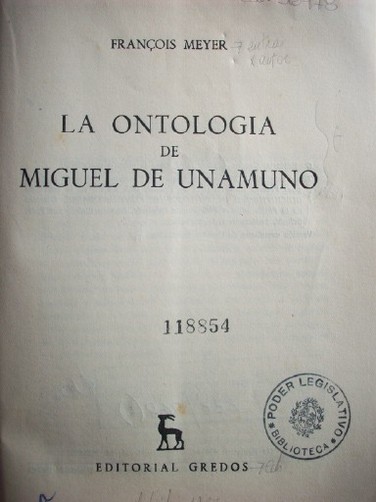 FRANÇOIS MEYER
LA ONTOLOGIA
DE
MIGUEL DE UNAMUNO
118854
PODER LEGISLATIVO
BIBLIOTECA
EDITORIAL GREDOS